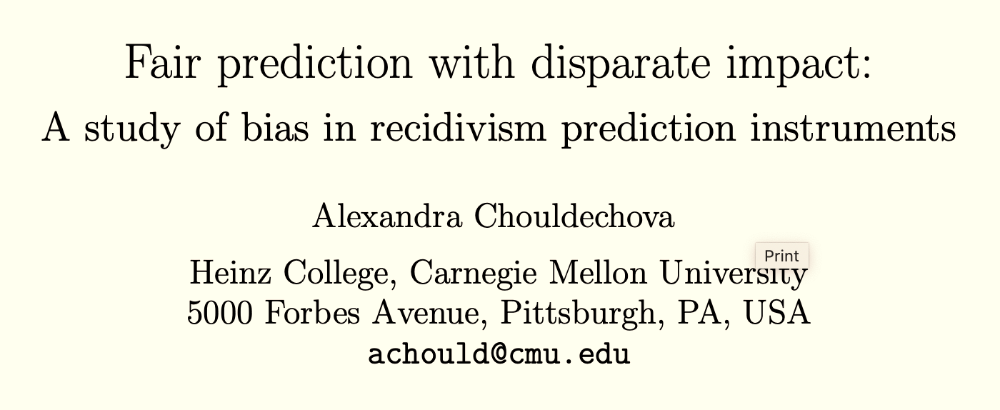 Fair prediction with disparate impact:
A study of bias in recidivism prediction instruments
Alexandra Chouldechova
Print
Heinz College, Carnegie Mellon University
5000 Forbes Avenue, Pittsburgh, PA, USA
achould@cmu.edu